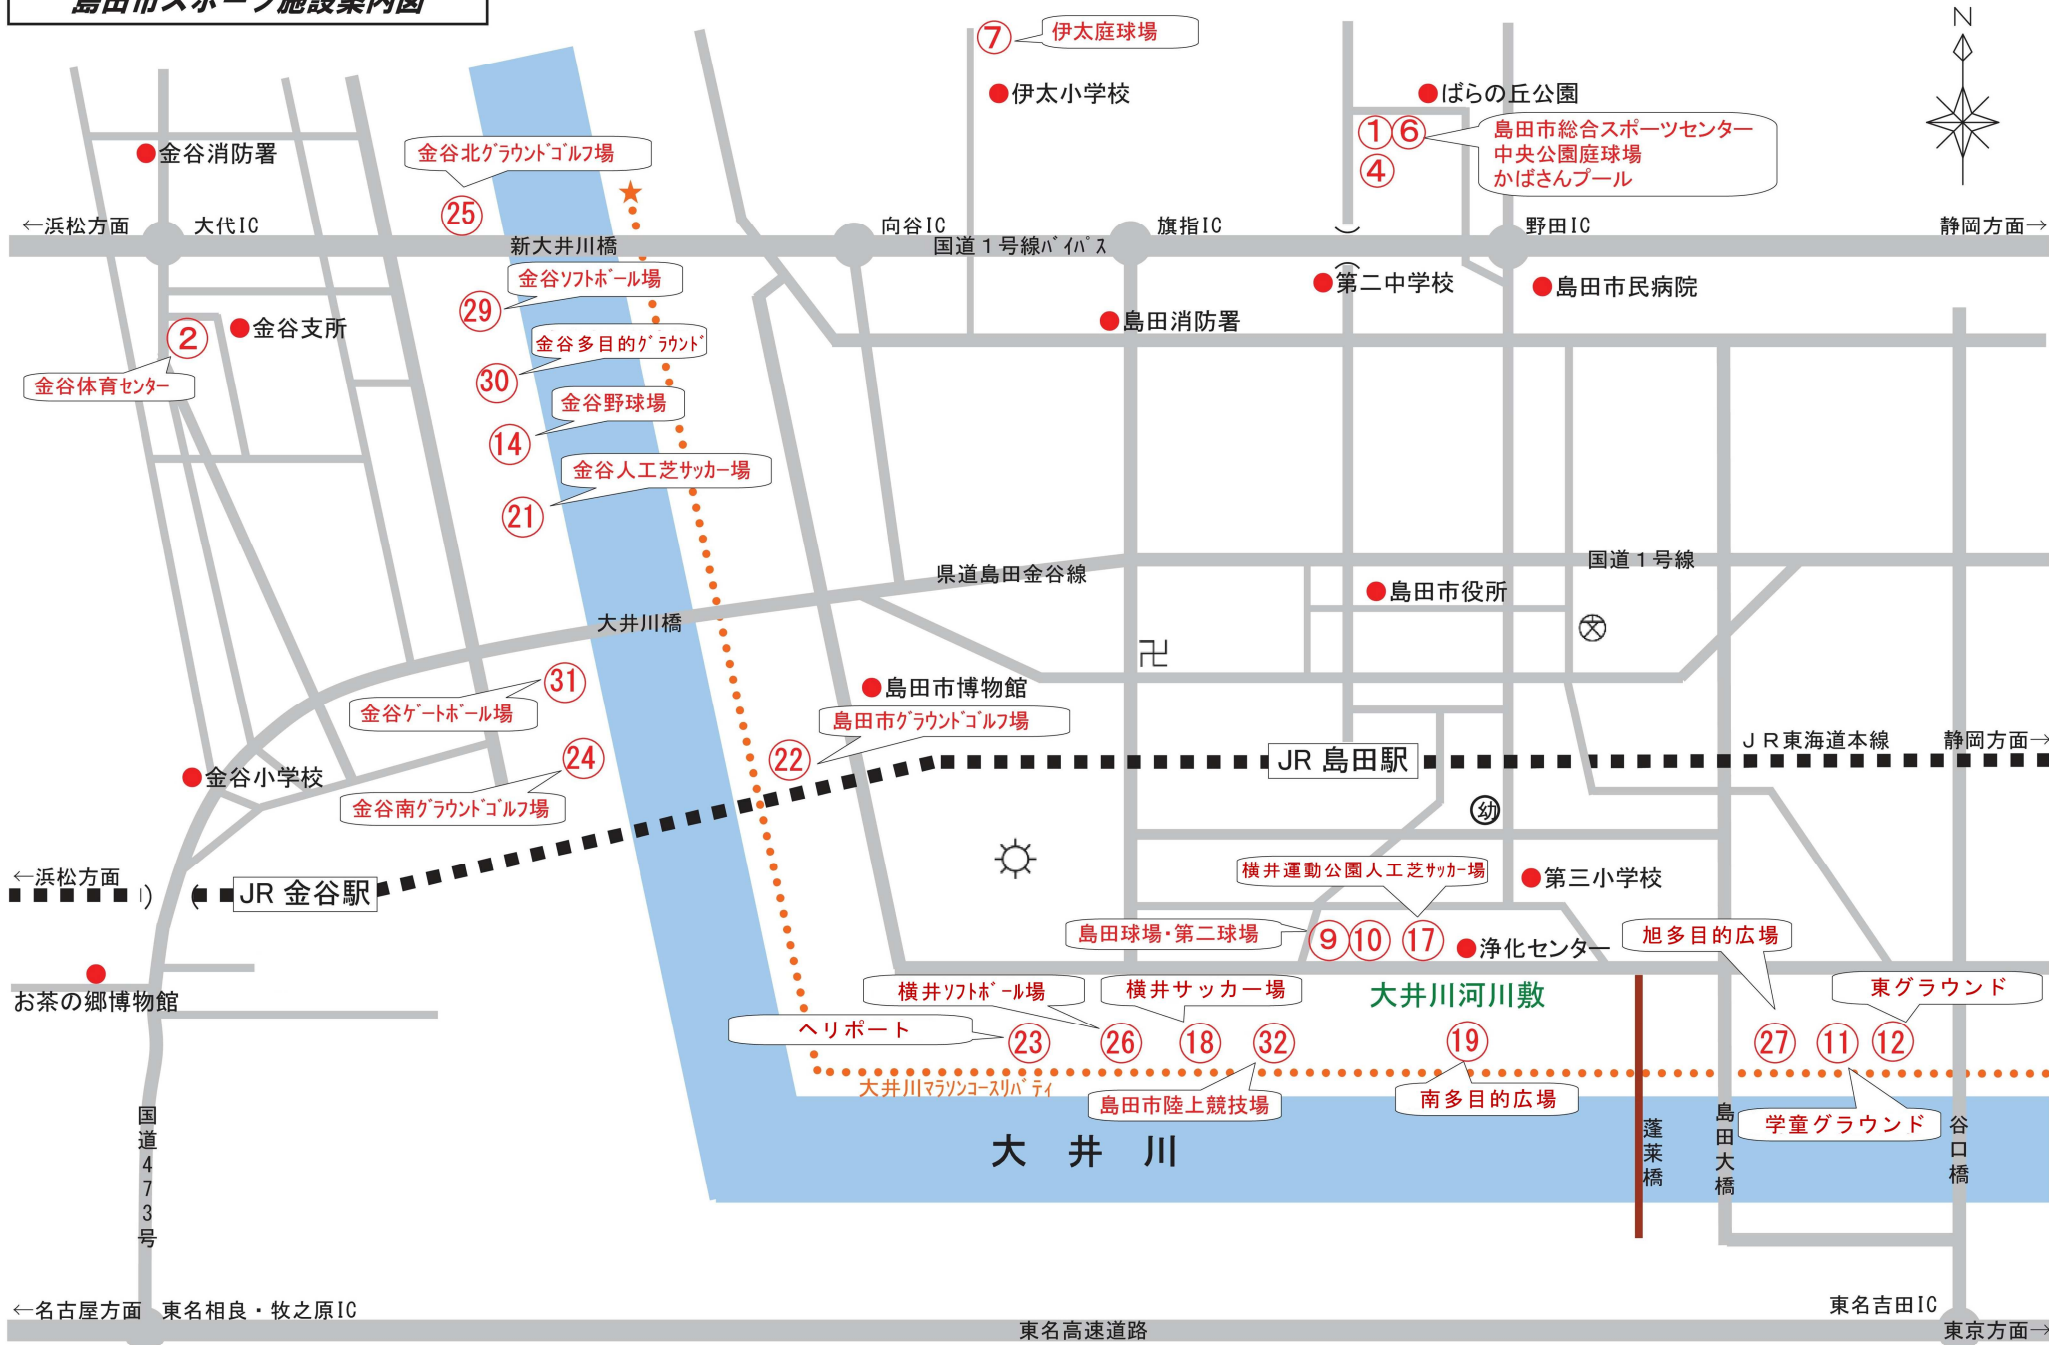 島田市スポーツ施設案内図
N
⑦
伊太庭球場
伊太小学校
ばらの丘公園
①⑥
④
島田市総合スポーツセンター
中央公園庭球場
かばさんプール
金谷消防署
金谷北グラウンドゴルフ場
㉕
←浜松方面
大代IC
新大井川橋
向谷IC
国道1号線バイパス
旗指IC
野田IC
静岡方面→
金谷ソフトボール場
㉙
第二中学校
島田市民病院
金谷支所
②
島田消防署
金谷多目的グラウンド
㉚
金谷体育センター
金谷野球場
⑭
金谷人工芝サッカー場
㉑
県道島田金谷線
国道1号線
島田市役所
大井川橋
文
卍
㉛
金谷ゲートボール場
島田市博物館
島田市グラウンドゴルフ場
㉒
㉔
金谷南グラウンドゴルフ場
金谷小学校
JR 島田駅
JR東海道本線
静岡方面→
幼
←浜松方面
JR 金谷駅
横井運動公園人工芝サッカー場
第三小学校
島田球場・第二球場
⑨⑩
⑰
浄化センター
旭多目的広場
お茶の郷博物館
横井ソフトボール場
横井サッカー場
大井川河川敷
東グラウンド
ヘリポート
㉓
㉖
⑱
㉜
⑲
㉗
⑪
⑫
大井川マラソンコースリバティ
島田市陸上競技場
南多目的広場
学童グラウンド
大井川
国道473号
蓬莱橋
島田大橋
谷口橋
←名古屋方面
東名相良・牧之原IC
東名高速道路
東名吉田IC
東京方面→